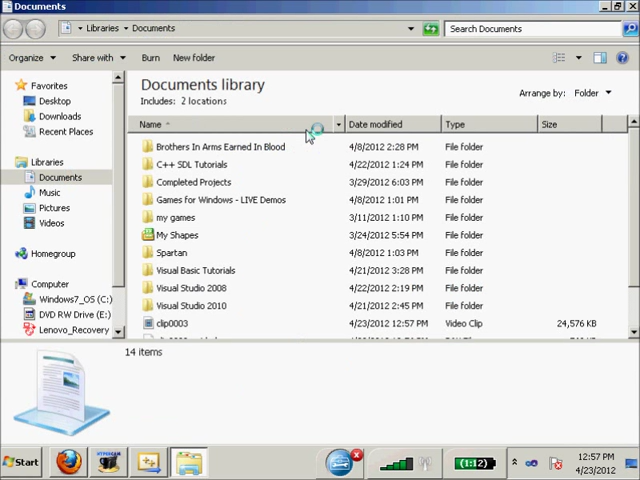 Documents
Libraries Documents
Search Documents
Organize Share with Burn New folder
Favorites
Desktop
Downloads
Recent Places
Libraries
Documents
Music
Pictures
Videos
Homegroup
Computer
Windows7_OS (C:)
DVD RW Drive (E:)
Lenovo_Recovery
Documents library
Includes: 2 locations
Arrange by: Folder
Name Date modified Type Size
Brothers In Arms Earned In Blood 4/8/2012 2:28 PM File folder
C++ SDL Tutorials 4/22/2012 1:24 PM File folder
Completed Projects 3/29/2012 6:03 PM File folder
Games for Windows - LIVE Demos 4/8/2012 1:01 PM File folder
my games 3/11/2012 1:10 PM File folder
My Shapes 3/24/2012 5:54 PM File folder
Spartan 4/8/2012 1:03 PM File folder
Visual Basic Tutorials 4/21/2012 3:28 PM File folder
Visual Studio 2008 4/22/2012 2:19 PM File folder
Visual Studio 2010 4/21/2012 2:45 PM File folder
clip0003 4/23/2012 12:57 PM Video Clip 24,576 KB
14 items
Start
HYPERCAM
(1:12)
12:57 PM
4/23/2012